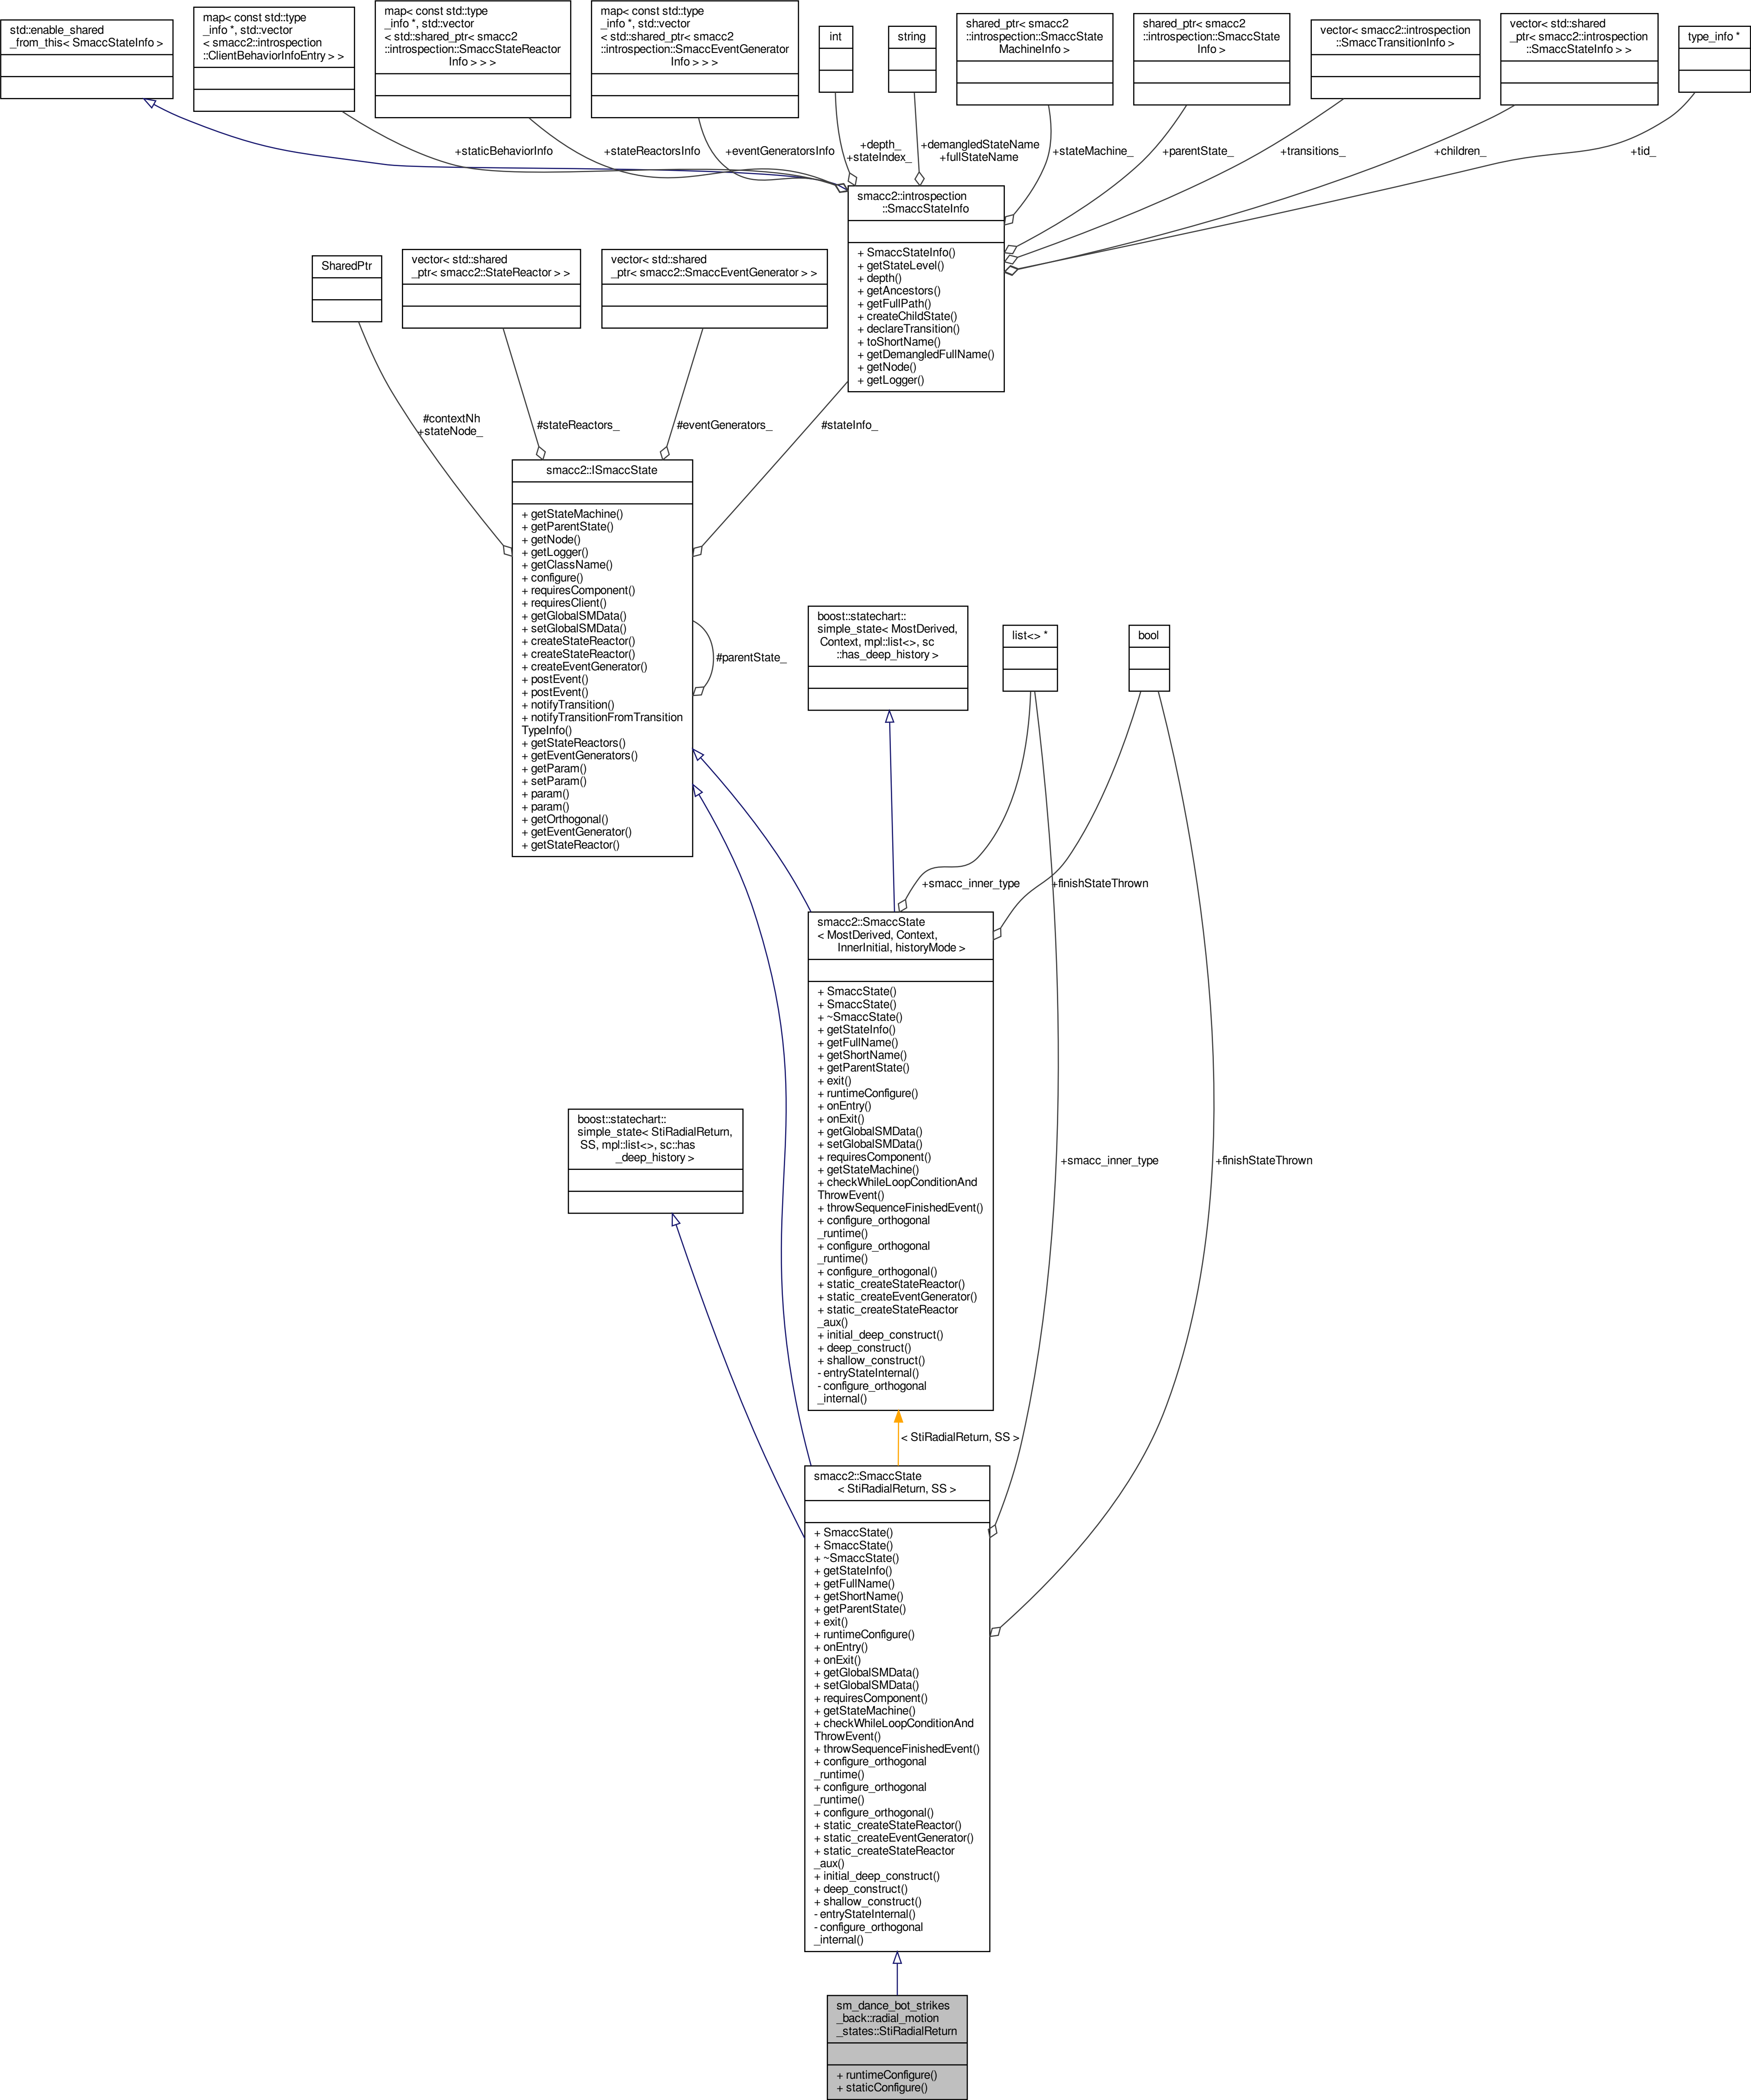 std::enable_shared
_from_this< SmaccStateInfo >
map< const std::type
_info *, std::vector
< smacc2::introspection
::ClientBehaviorInfoEntry > >
map< const std::type
_info *, std::vector
< std::shared_ptr< smacc2
::introspection::SmaccStateReactor
Info > > >
map< const std::type
_info *, std::vector
< std::shared_ptr< smacc2
::introspection::SmaccEventGenerator
Info > > >
int
string
shared_ptr< smacc2
::introspection::SmaccState
MachineInfo >
shared_ptr< smacc2
::introspection::SmaccState
Info >
vector< smacc2::introspection
::SmaccTransitionInfo >
vector< std::shared
_ptr< smacc2::introspection
::SmaccStateInfo > >
type_info *
+staticBehaviorInfo
+stateReactorsInfo
+eventGeneratorsInfo
+depth_
+stateIndex_
+demangledStateName
+fullStateName
+stateMachine_
+parentState_
+transitions_
+children_
+tid_
smacc2::introspection
::SmaccStateInfo
+ SmaccStateInfo()
+ getStateLevel()
+ depth()
+ getAncestors()
+ getFullPath()
+ createChildState()
+ declareTransition()
+ toShortName()
+ getDemangledFullName()
+ getNode()
+ getLogger()
SharedPtr
vector< std::shared
_ptr< smacc2::StateReactor > >
vector< std::shared
_ptr< smacc2::SmaccEventGenerator > >
#contextNh
+stateNode_
#stateReactors_
#eventGenerators_
#stateInfo_
smacc2::ISmaccState
+ getStateMachine()
+ getParentState()
+ getNode()
+ getLogger()
+ getClassName()
+ configure()
+ requiresComponent()
+ requiresClient()
+ getGlobalSMData()
+ setGlobalSMData()
+ createStateReactor()
+ createStateReactor()
+ createEventGenerator()
+ postEvent()
+ postEvent()
+ notifyTransition()
+ notifyTransitionFromTransition
TypeInfo()
+ getStateReactors()
+ getEventGenerators()
+ getParam()
+ setParam()
+ param()
+ param()
+ getOrthogonal()
+ getEventGenerator()
+ getStateReactor()
#parentState_
boost::statechart::
simple_state< MostDerived,
Context, mpl::list<>, sc
::has_deep_history >
list<> *
bool
+smacc_inner_type
+finishStateThrown
smacc2::SmaccState
< MostDerived, Context,
InnerInitial, historyMode >
+ SmaccState()
+ SmaccState()
+ ~SmaccState()
+ getStateInfo()
+ getFullName()
+ getShortName()
+ getParentState()
+ exit()
+ runtimeConfigure()
+ onEntry()
+ onExit()
+ getGlobalSMData()
+ setGlobalSMData()
+ requiresComponent()
+ getStateMachine()
+ checkWhileLoopConditionAnd
ThrowEvent()
+ throwSequenceFinishedEvent()
+ configure_orthogonal
_runtime()
+ configure_orthogonal
_runtime()
+ configure_orthogonal()
+ static_createStateReactor()
+ static_createEventGenerator()
+ static_createStateReactor
_aux()
+ initial_deep_construct()
+ deep_construct()
+ shallow_construct()
- entryStateInternal()
- configure_orthogonal
_internal()
boost::statechart::
simple_state< StiRadialReturn,
SS, mpl::list<>, sc::has
_deep_history >
+smacc_inner_type
+finishStateThrown
< StiRadialReturn, SS >
smacc2::SmaccState
< StiRadialReturn, SS >
+ SmaccState()
+ SmaccState()
+ ~SmaccState()
+ getStateInfo()
+ getFullName()
+ getShortName()
+ getParentState()
+ exit()
+ runtimeConfigure()
+ onEntry()
+ onExit()
+ getGlobalSMData()
+ setGlobalSMData()
+ requiresComponent()
+ getStateMachine()
+ checkWhileLoopConditionAnd
ThrowEvent()
+ throwSequenceFinishedEvent()
+ configure_orthogonal
_runtime()
+ configure_orthogonal
_runtime()
+ configure_orthogonal()
+ static_createStateReactor()
+ static_createEventGenerator()
+ static_createStateReactor
_aux()
+ initial_deep_construct()
+ deep_construct()
+ shallow_construct()
- entryStateInternal()
- configure_orthogonal
_internal()
sm_dance_bot_strikes
_back::radial_motion
_states::StiRadialReturn
+ runtimeConfigure()
+ staticConfigure()